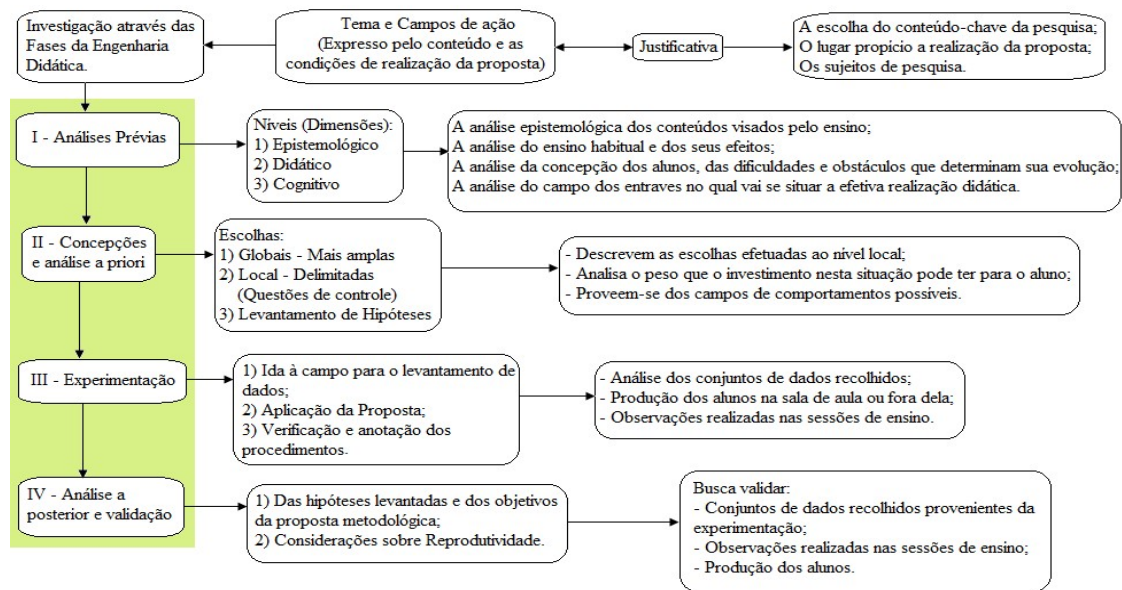 Investigação através das
Fases da Engenharia
Didática.
Tema e Campos de ação
(Expresso pelo conteúdo e as
condições de realização da proposta)
Justificativa
A escolha do conteúdo-chave da pesquisa;
O lugar propicio a realização da proposta;
Os sujeitos de pesquisa.
I - Análises Prévias
Níveis (Dimensões):
1) Epistemológico
2) Didático
3) Cognitivo
A análise epistemológica dos conteúdos visados pelo ensino;
A análise do ensino habitual e dos seus efeitos;
A análise da concepção dos alunos, das dificuldades e obstáculos que determinam sua evolução;
A análise do campo dos entraves no qual vai se situar a efetiva realização didática.
II - Concepções
e análise a priori
Escolhas:
1) Globais - Mais amplas
2) Local - Delimitadas
(Questões de controle)
3) Levantamento de Hipóteses
- Descrevem as escolhas efetuadas ao nível local;
- Analisa o peso que o investimento nesta situação pode ter para o aluno;
- Proveem-se dos campos de comportamentos possíveis.
III - Experimentação
1) Ida à campo para o levantamento de
dados;
2) Aplicação da Proposta;
3) Verificação e anotação dos
procedimentos.
- Análise dos conjuntos de dados recolhidos;
- Produção dos alunos na sala de aula ou fora dela;
- Observações realizadas nas sessões de ensino.
IV - Análise a
posterior e validação
1) Das hipóteses levantadas e dos objetivos
da proposta metodológica;
2) Considerações sobre Reprodutividade.
Busca validar:
- Conjuntos de dados recolhidos provenientes da
experimentação;
- Observações realizadas nas sessões de ensino;
- Produção dos alunos.